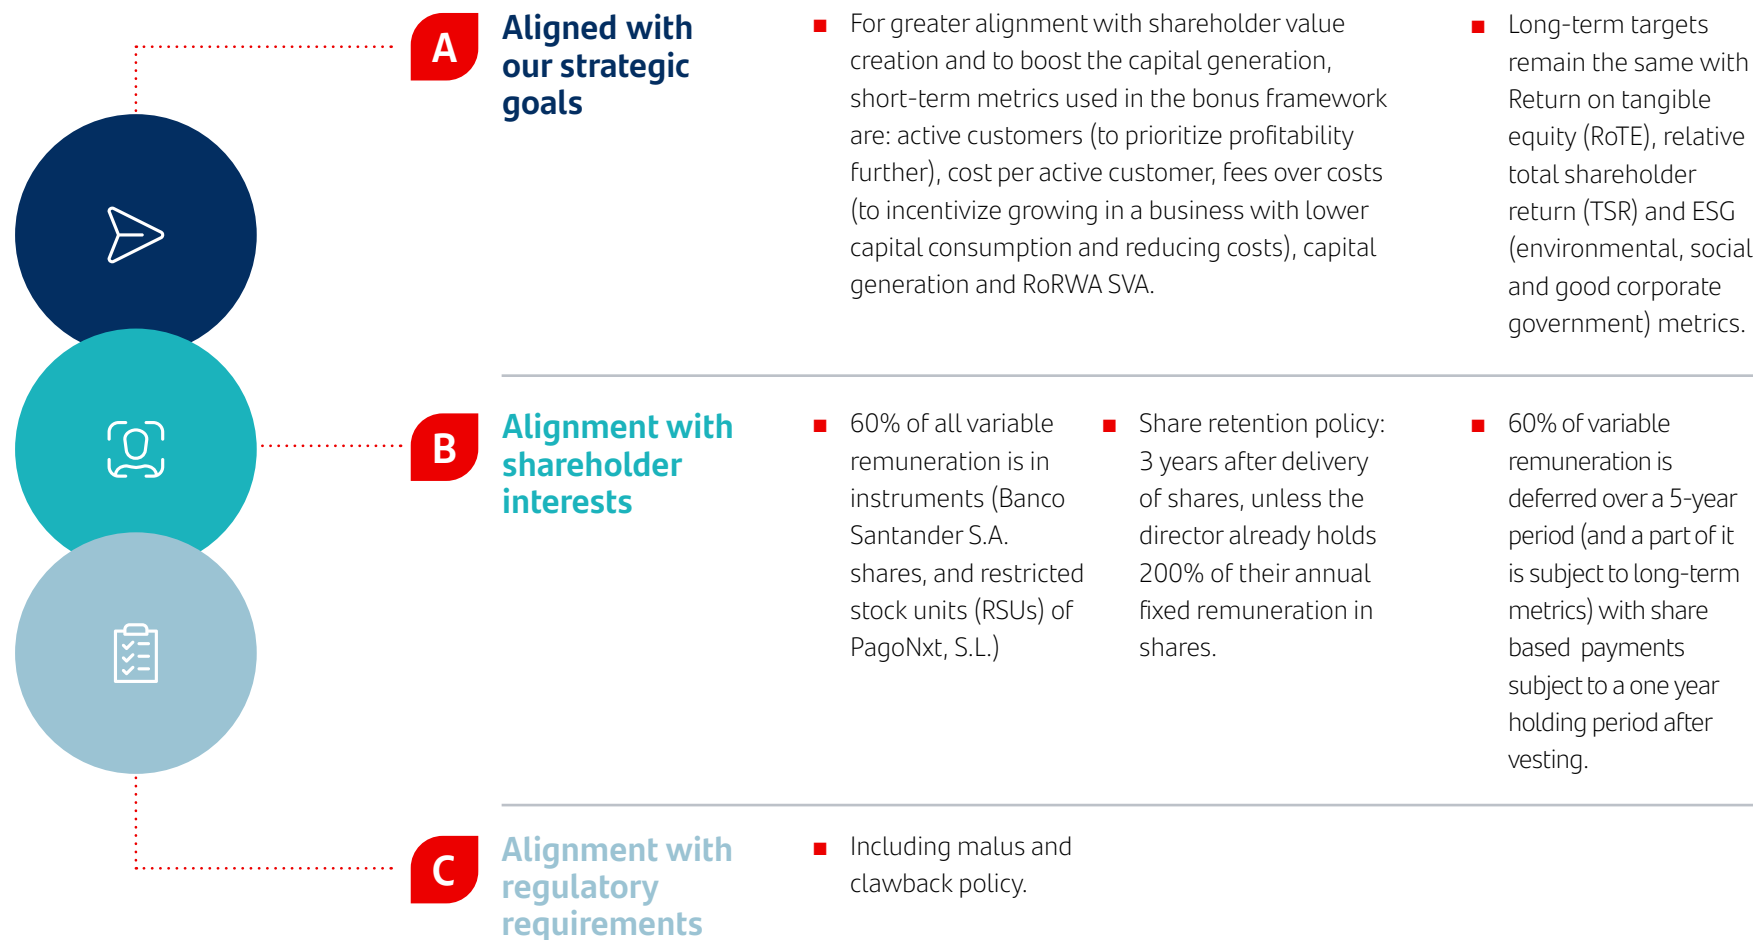 A
Aligned with
our strategic
goals
■ For greater alignment with shareholder value
creation and to boost the capital generation,
short-term metrics used in the bonus framework
are: active customers (to prioritize profitability
further), cost per active customer, fees over costs
(to incentivize growing in a business with lower
capital consumption and reducing costs), capital
generation and RoRWA SVA.
■ Long-term targets
remain the same with
Return on tangible
equity (RoTE), relative
total shareholder
return (TSR) and ESG
(environmental, social
and good corporate
government) metrics.
B
Alignment with
shareholder
interests
■ 60% of all variable
remuneration is in
instruments (Banco
Santander S.A.
shares, and restricted
stock units (RSUs) of
PagoNxt, S.L.)
■ Share retention policy:
3 years after delivery
of shares, unless the
director already holds
200% of their annual
fixed remuneration in
shares.
■ 60% of variable
remuneration is
deferred over a 5-year
period (and a part of it
is subject to long-term
metrics) with share
based payments
subject to a one year
holding period after
vesting.
C
Alignment with
regulatory
requirements
■ Including malus and
clawback policy.